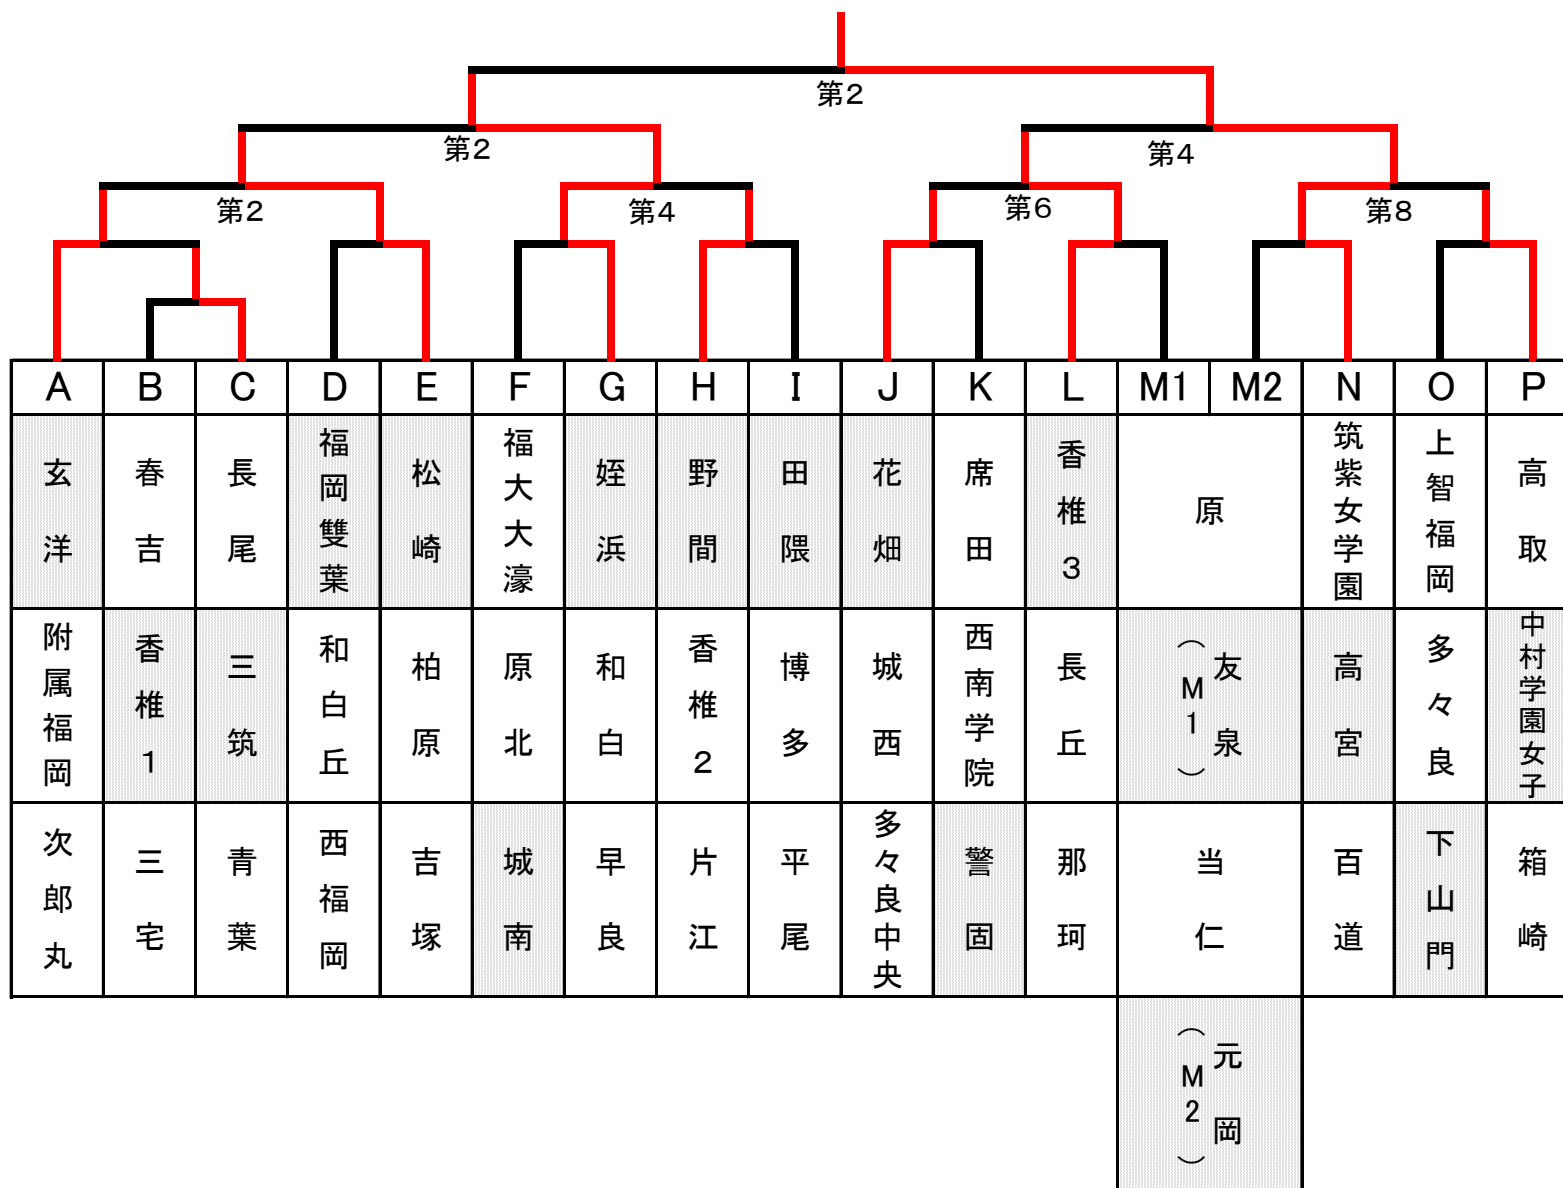 第2
第2
第4
第2
第4
第6
第8
A B C D E F G H I J K L M1 M2 N O P
玄洋
春吉
長尾
福岡雙葉
松崎
福大大濠
姪浜
野間
田隈
花畑
席田
香椎3
原
筑紫女学園
上智福岡
高取
附属福岡
香椎1
三筑
和白丘
柏原
原北
和白
香椎2
博多
城西
西南学院
長丘
友泉
(M1)
高宮
多々良
中村学園女子
次郎丸
三宅
青葉
西福岡
吉塚
城南
早良
片江
平尾
多々良中央
警固
那珂
当仁
百道
下山門
箱崎
元岡
(M2)